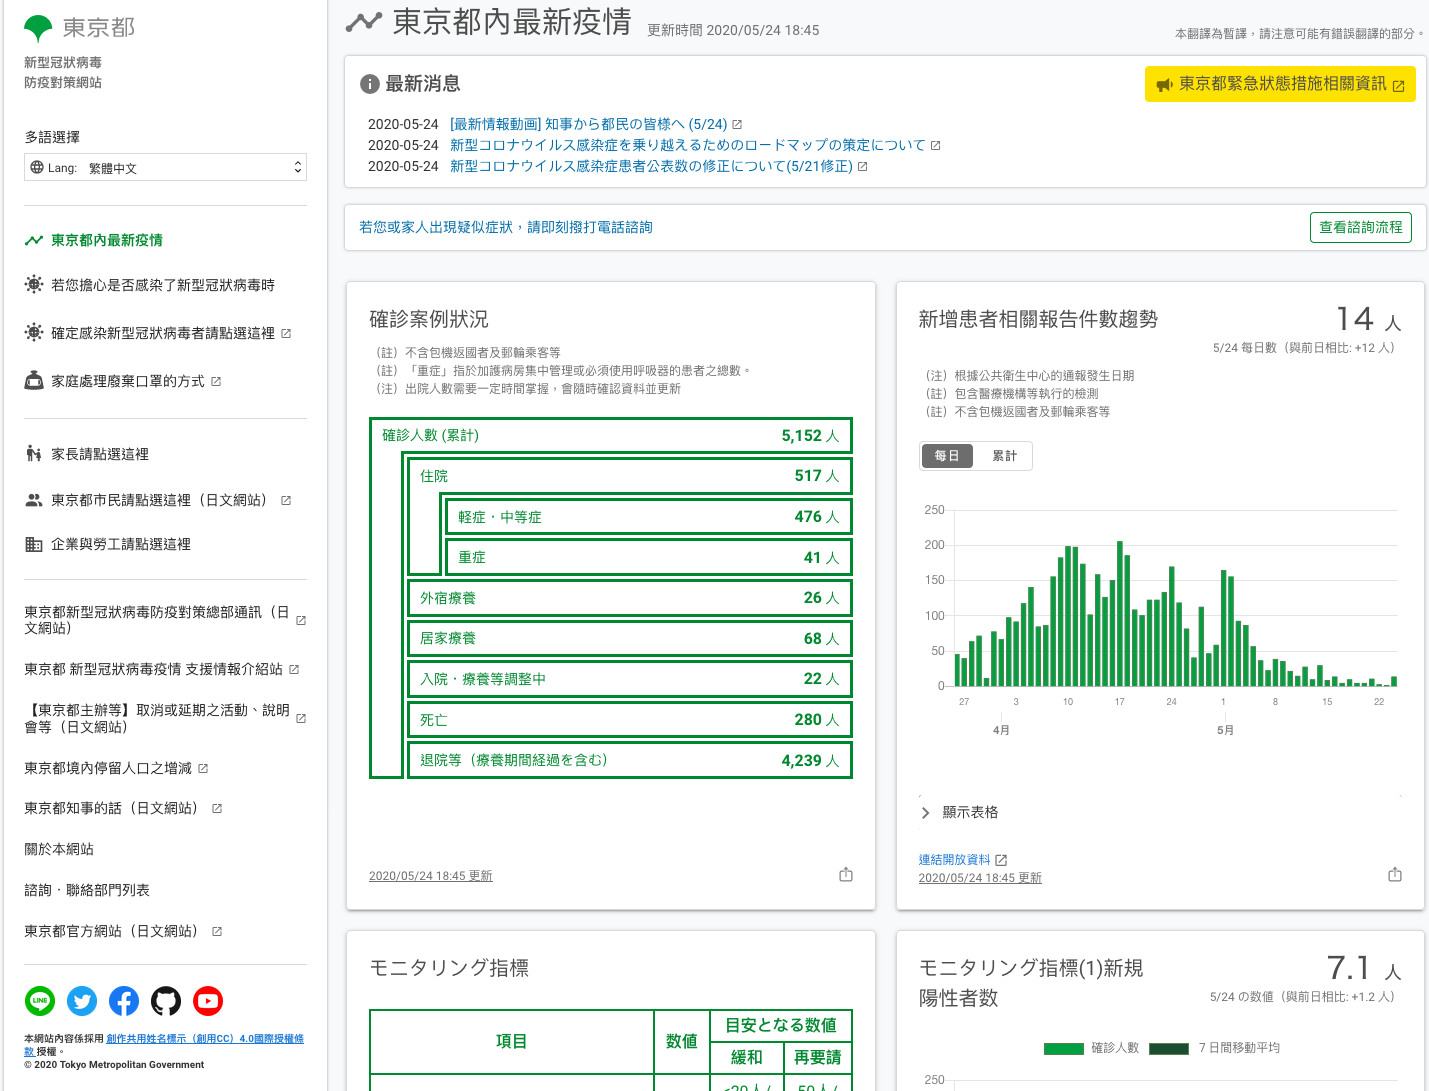 東京都
新型冠狀病毒
防疫對策網站
多語選擇
Lang: 繁體中文
東京都內最新疫情
若您擔心是否感染了新型冠狀病毒時
確定感染新型冠狀病毒者請點選這裡
家庭處理廢棄口罩的方式
家長請點選這裡
東京都市民請點選這裡（日文網站）
企業與勞工請點選這裡
東京都新型冠狀病毒防疫對策總部通訊（日
文網站）
東京都 新型冠狀病毒疫情 支援情報介紹站
【東京都主辦等】取消或延期之活動、說明
會等（日文網站）
東京都境內停留人口之增減
東京都知事的話（日文網站）
關於本網站
諮詢・聯絡部門列表
東京都官方網站（日文網站）
LINE
本網站內容係採用 創作共用姓名標示（創用CC）4.0國際授權條
款 授權。
© 2020 Tokyo Metropolitan Government
東京都內最新疫情 更新時間 2020/05/24 18:45
本翻譯為暫譯，請注意可能有錯誤翻譯的部分。
最新消息
東京都緊急狀態措施相關資訊
2020-05-24 [最新情報動画] 知事から都民の皆様へ (5/24)
2020-05-24 新型コロナウイルス感染症を乗り越えるためのロードマップの策定について
2020-05-24 新型コロナウイルス感染症患者公表数の修正について(5/21修正)
若您或家人出現疑似症狀，請即刻撥打電話諮詢
查看諮詢流程
確診案例狀況
（註）不含包機返國者及郵輪乘客等
（註）「重症」指於加護病房集中管理或必須使用呼吸器的患者之總數。
（注）出院人數需要一定時間掌握，會隨時確認資料並更新
確診人數 (累計) 5,152 人
住院 517 人
軽症・中等症 476 人
重症 41 人
外宿療養 26 人
居家療養 68 人
入院・療養等調整中 22 人
死亡 280 人
退院等（療養期間経過を含む） 4,239 人
2020/05/24 18:45 更新
新增患者相關報告件數趨勢
14 人
5/24 每日數（與前日相比: +12 人）
（注）根據公共衛生中心的通報發生日期
（註）包含醫療機構等執行的檢測
（註）不含包機返國者及郵輪乘客等
每日 累計
250
200
150
100
50
0
27 3 10 17 24 1 8 15 22
4月 5月
顯示表格
連結開放資料
2020/05/24 18:45 更新
モニタリング指標
項目 数値 目安となる数値
緩和 再要請
<20人/ 50人/
モニタリング指標(1)新規
陽性者数
7.1 人
5/24 の数値（與前日相比: +1.2 人）
確診人數 7 日間移動平均
250